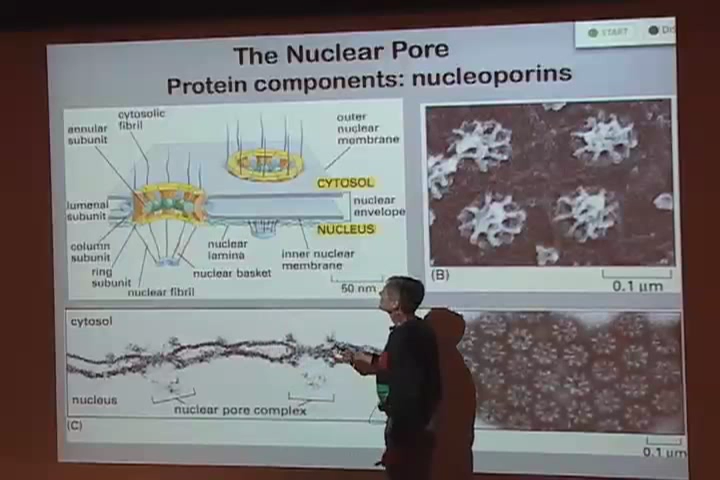 The Nuclear Pore
Protein components: nucleoporins
START
annular
subunit
cytosolic
fibril
outer
nuclear
membrane
CYTOSOL
nuclear
envelope
NUCLEUS
lumenal
subunit
column
subunit
ring
subunit
nuclear fibril
nuclear
lamina
nuclear basket
inner nuclear
membrane
50 nm
(B)
0.1 µm
cytosol
nucleus
nuclear pore complex
(C)
0.1 µm